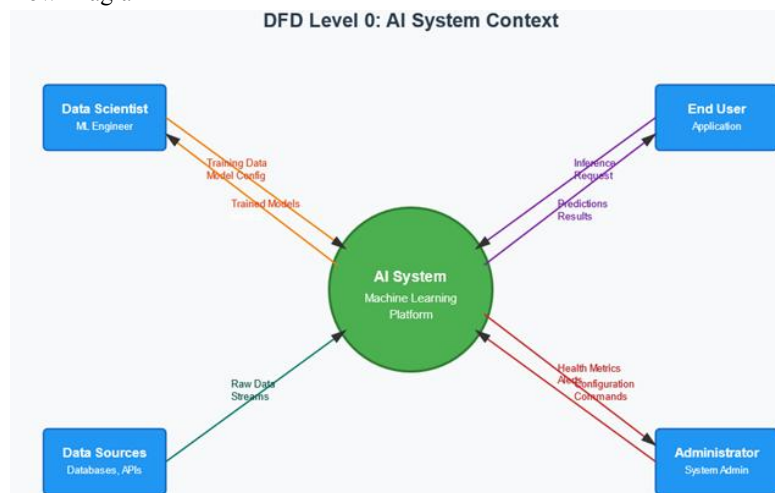 DFD Level 0: AI System Context
Data Scientist
ML Engineer
End User
Application
Training Data
Model Config
Inference
Request
Trained Models
Predictions
Results
AI System
Machine Learning
Platform
Health Metrics
Alerts
Configuration
Commands
Raw Data
Streams
Data Sources
Databases, APIs
Administrator
System Admin